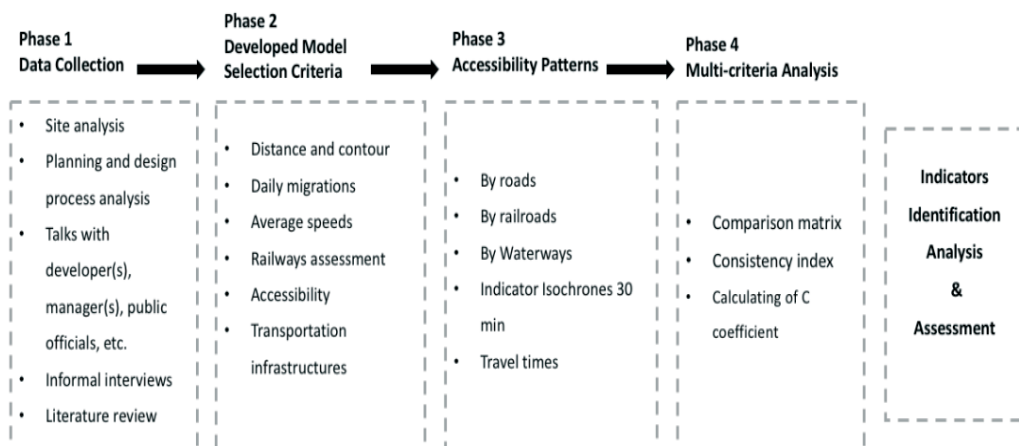 Phase 1
Data Collection
Phase 2
Developed Model
Selection Criteria
Phase 3
Accessibility Patterns
Phase 4
Multi-criteria Analysis
• Site analysis
• Planning and design
process analysis
• Talks with
developer(s),
manager(s), public
officials, etc.
• Informal interviews
• Literature review
• Distance and contour
• Daily migrations
• Average speeds
• Railways assessment
• Accessibility
• Transportation
infrastructures
• By roads
• By railroads
• By Waterways
• Indicator Isochrones 30
min
• Travel times
• Comparison matrix
• Consistency index
• Calculating of C
coefficient
Indicators
Identification
Analysis
&
Assessment